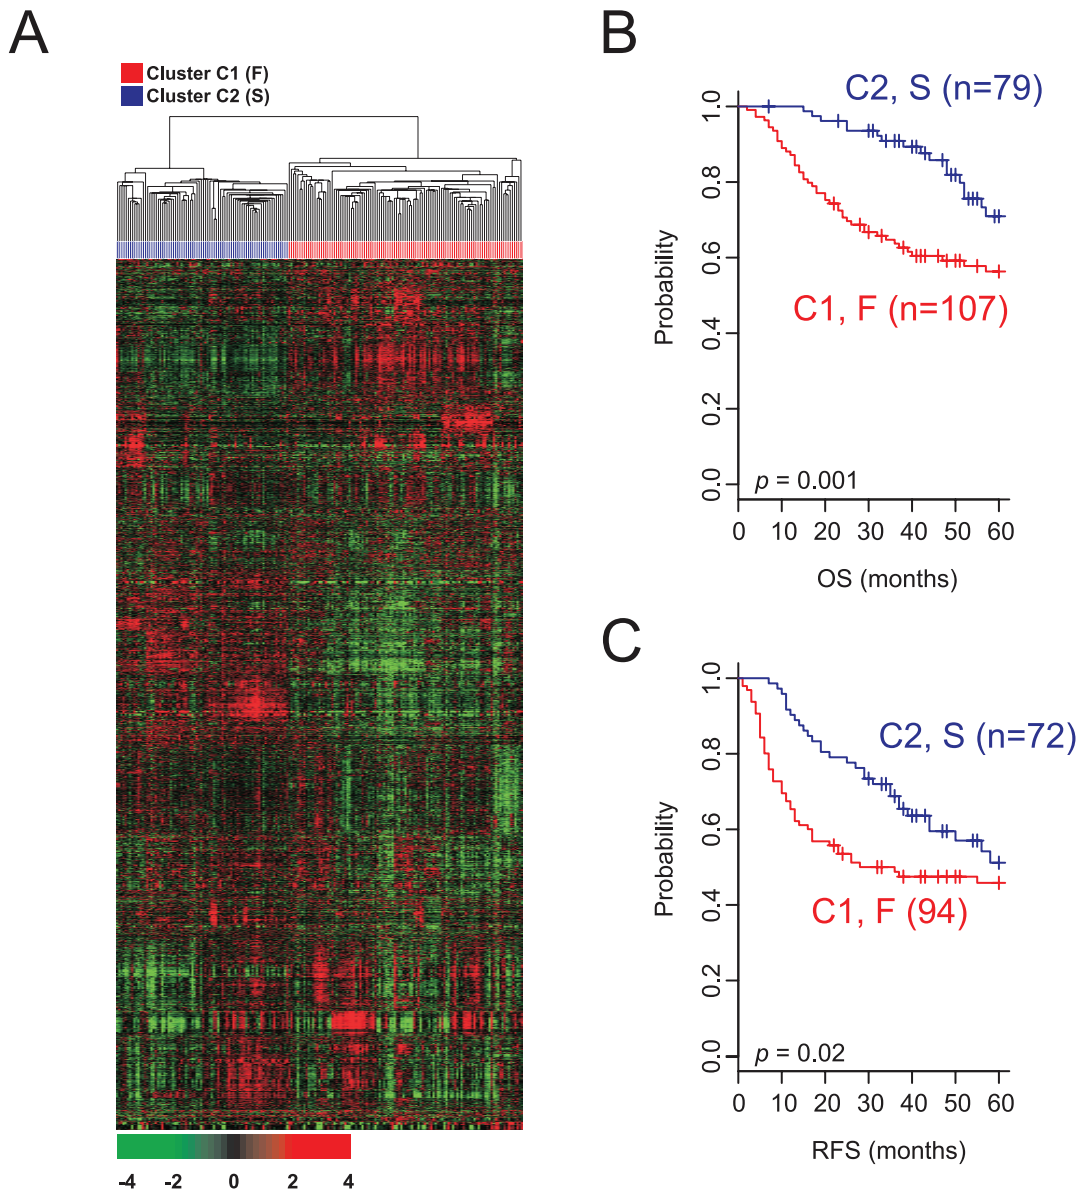 A
Cluster C1 (F)
Cluster C2 (S)
-4 -2 0 2 4
B
C2, S (n=79)
C1, F (n=107)
Probability
1.0
0.8
0.6
0.4
0.2
0.0
p = 0.001
0 10 20 30 40 50 60
OS (months)
C
C2, S (n=72)
C1, F (94)
Probability
1.0
0.8
0.6
0.4
0.2
0.0
p = 0.02
0 10 20 30 40 50 60
RFS (months)